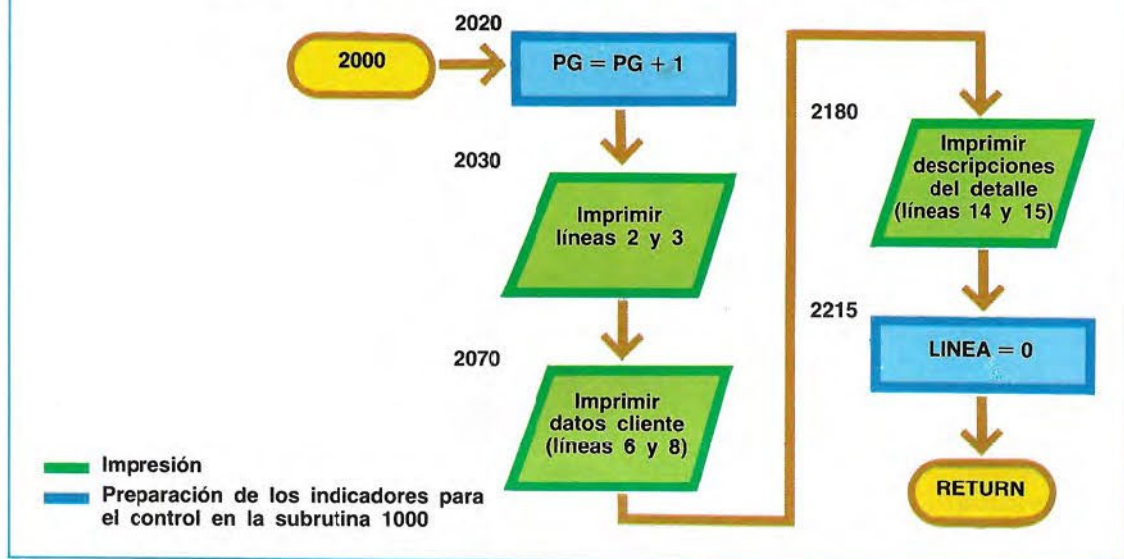 2000
2020
PG = PG + 1
2030
Imprimir
líneas 2 y 3
2070
Imprimir
datos cliente
(líneas 6 y 8)
2180
Imprimir
descripciones
del detalle
(líneas 14 y 15)
2215
LINEA = 0
RETURN
Impresión
Preparación de los indicadores para
el control en la subrutina 1000